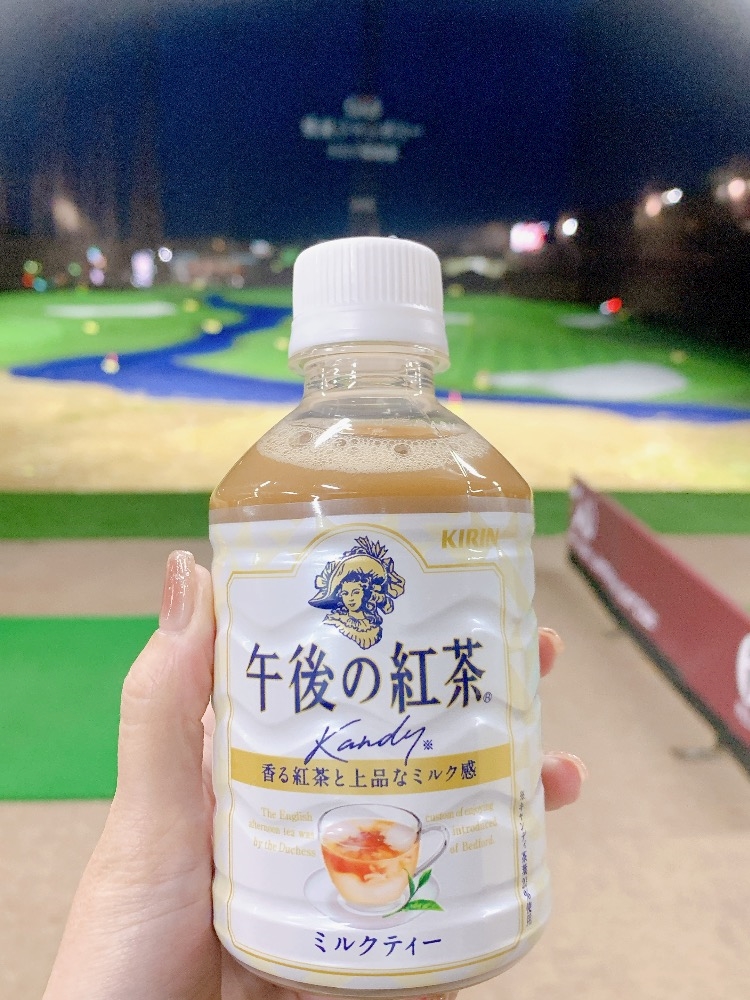 KIRIN
午後の紅茶®
Kandy※
香る紅茶と上品なミルク感
The English custom of enjoying
afternoon tea was introduced
by the Duchess of Bedford.
ミルクティー